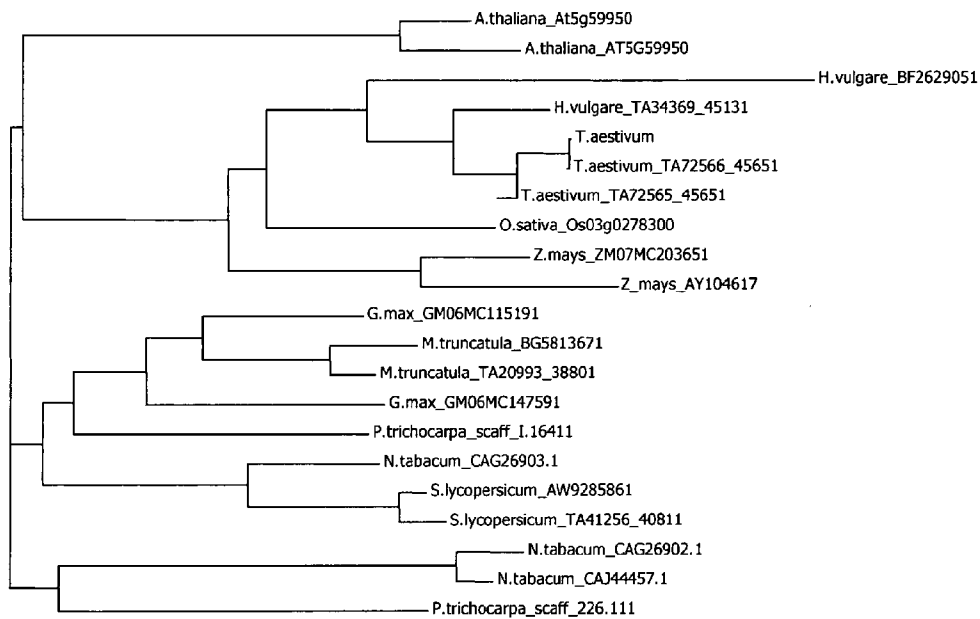 A.thaliana_At5g59950
A.thaliana_AT5G59950
H.vulgare_BF2629051
H.vulgare_TA34369_45131
T.aestivum
T.aestivum_TA72566_45651
T.aestivum_TA72565_45651
O.sativa_Os03g0278300
Z.mays_ZM07MC203651
Z_mays_AY104617
G.max_GM06MC115191
M.truncatula_BG5813671
M.truncatula_TA20993_38801
G.max_GM06MC147591
P.trichocarpa_scaff_I.16411
N.tabacum_CAG26903.1
S.lycopersicum_AW9285861
S.lycopersicum_TA41256_40811
N.tabacum_CAG26902.1
N.tabacum_CAJ44457.1
P.trichocarpa_scaff_226.111